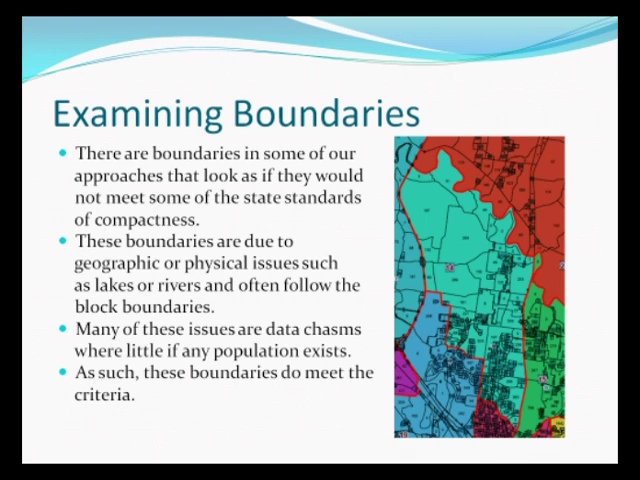 Examining Boundaries
• There are boundaries in some of our
approaches that look as if they would
not meet some of the state standards
of compactness.
• These boundaries are due to
geographic or physical issues such
as lakes or rivers and often follow the
block boundaries.
• Many of these issues are data chasms
where little if any population exists.
• As such, these boundaries do meet the
criteria.